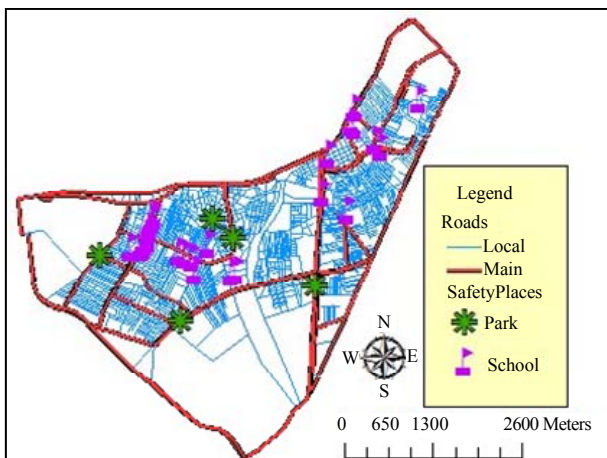 Legend
Roads
Local
Main
SafetyPlaces
Park
School
N
W E
S
0 650 1300 2600 Meters